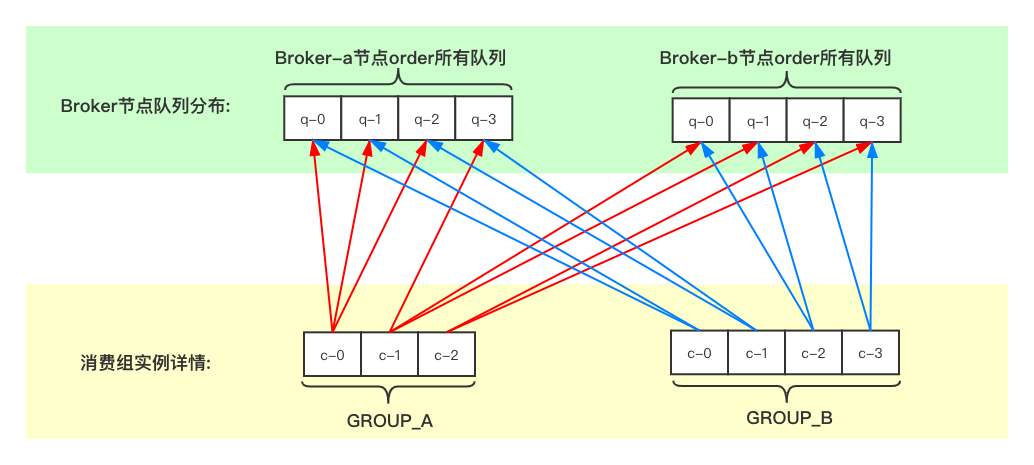 Broker-a节点order所有队列
Broker-b节点order所有队列
Broker节点队列分布:
q-0 q-1 q-2 q-3
q-0 q-1 q-2 q-3
消费组实例详情:
c-0 c-1 c-2
c-0 c-1 c-2 c-3
GROUP_A
GROUP_B